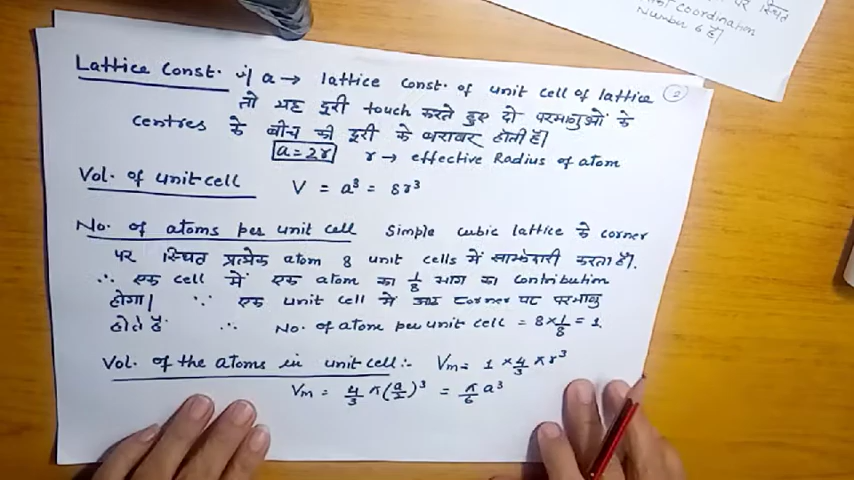 पर स्थित
coordination
Number 6 है।
Lattice Const. :- यदि a → lattice const. of unit cell of lattice 2
तो यह दूरी touch करते हुए दो परमाणुओं के
centres के बीच की दूरी के बराबर होती है।
a=2r r → effective Radius of atom
Vol. of unit cell V = a³ = 8r³
No. of atoms per unit cell Simple cubic lattice के corner
पर स्थित प्रत्येक atom 8 unit cells में साझेदारी करता है।
∴ एक cell में एक atom का 1/8 भाग का contribution
होगा। ∵ एक unit cell में आठ corner पर परमाणु
होते हैं ∴ No. of atom per unit cell = 8 × 1/8 = 1.
Vol. of the atoms in unit cell :- Vm = 1 × 4/3 × πr³
Vm = 4/3 π (a/2)³ = π/6 a³